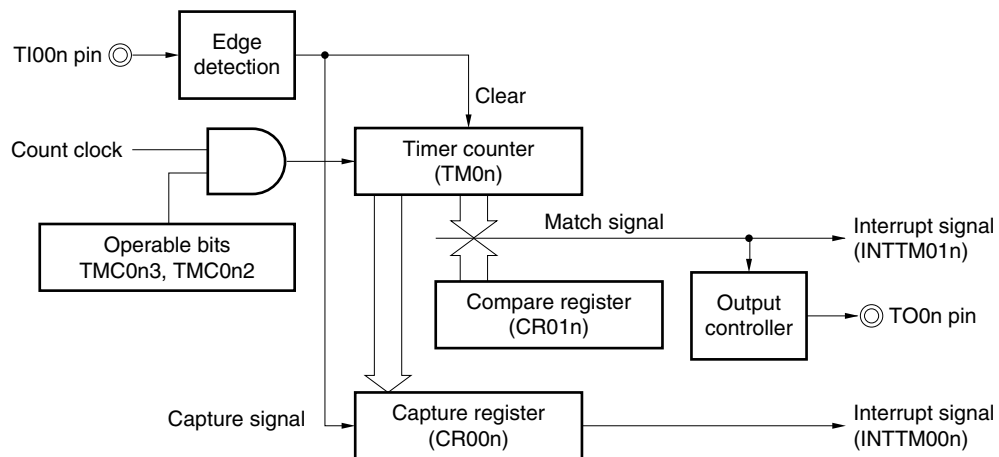 TI00n pin
Edge
detection
Clear
Count clock
Timer counter
(TM0n)
Operable bits
TMC0n3, TMC0n2
Match signal
Interrupt signal
(INTTM01n)
Compare register
(CR01n)
Output
controller
TO0n pin
Capture signal
Capture register
(CR00n)
Interrupt signal
(INTTM00n)